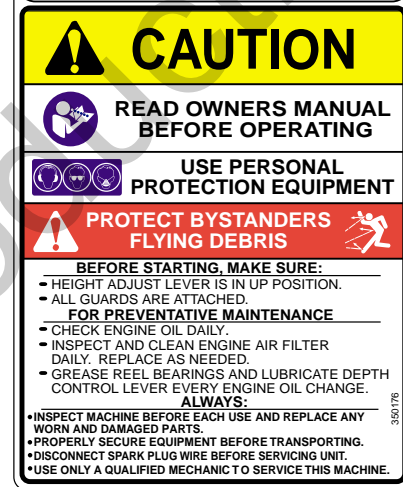 CAUTION
READ OWNERS MANUAL
BEFORE OPERATING
USE PERSONAL
PROTECTION EQUIPMENT
PROTECT BYSTANDERS
FLYING DEBRIS
BEFORE STARTING, MAKE SURE:
- HEIGHT ADJUST LEVER IS IN UP POSITION.
- ALL GUARDS ARE ATTACHED.
FOR PREVENTATIVE MAINTENANCE
- CHECK ENGINE OIL DAILY.
- INSPECT AND CLEAN ENGINE AIR FILTER
DAILY. REPLACE AS NEEDED.
- GREASE REEL BEARINGS AND LUBRICATE DEPTH
CONTROL LEVER EVERY ENGINE OIL CHANGE.
ALWAYS:
•INSPECT MACHINE BEFORE EACH USE AND REPLACE ANY
WORN AND DAMAGED PARTS.
•PROPERLY SECURE EQUIPMENT BEFORE TRANSPORTING.
•DISCONNECT SPARK PLUG WIRE BEFORE SERVICING UNIT.
•USE ONLY A QUALIFIED MECHANIC TO SERVICE THIS MACHINE.
350176